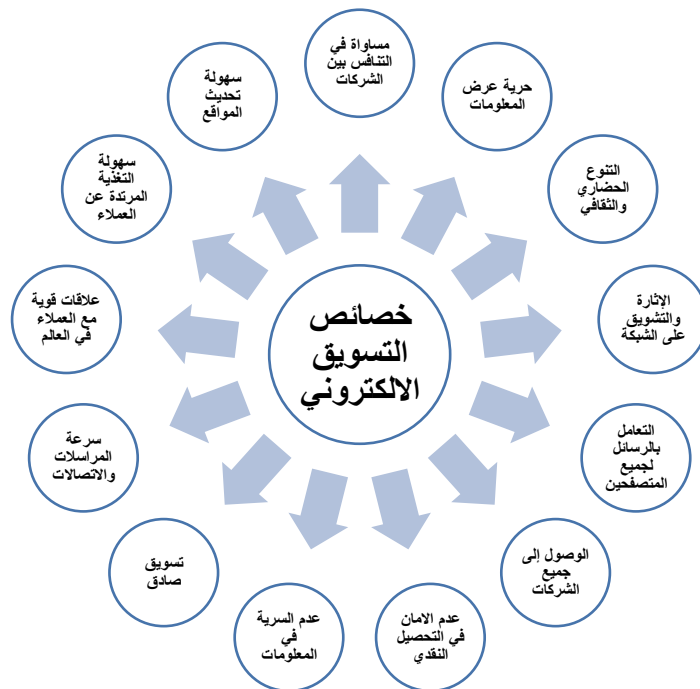 خصائص
التسويق
الالكتروني
مساواة في
التنافس بين
الشركات
حرية عرض
المعلومات
التنوع
الحضاري
والثقافي
الإثارة
والتشويق
على الشبكة
التعامل
بالرسائل
لجميع
المتصفحين
الوصول إلى
جميع
الشركات
عدم الامان
في التحصيل
النقدي
عدم السرية
في
المعلومات
تسويق
صادق
سرعة
المراسلات
والاتصالات
علاقات قوية
مع العملاء
في العالم
سهولة
التغذية
المرتدة عن
العملاء
سهولة
تحديث
المواقع